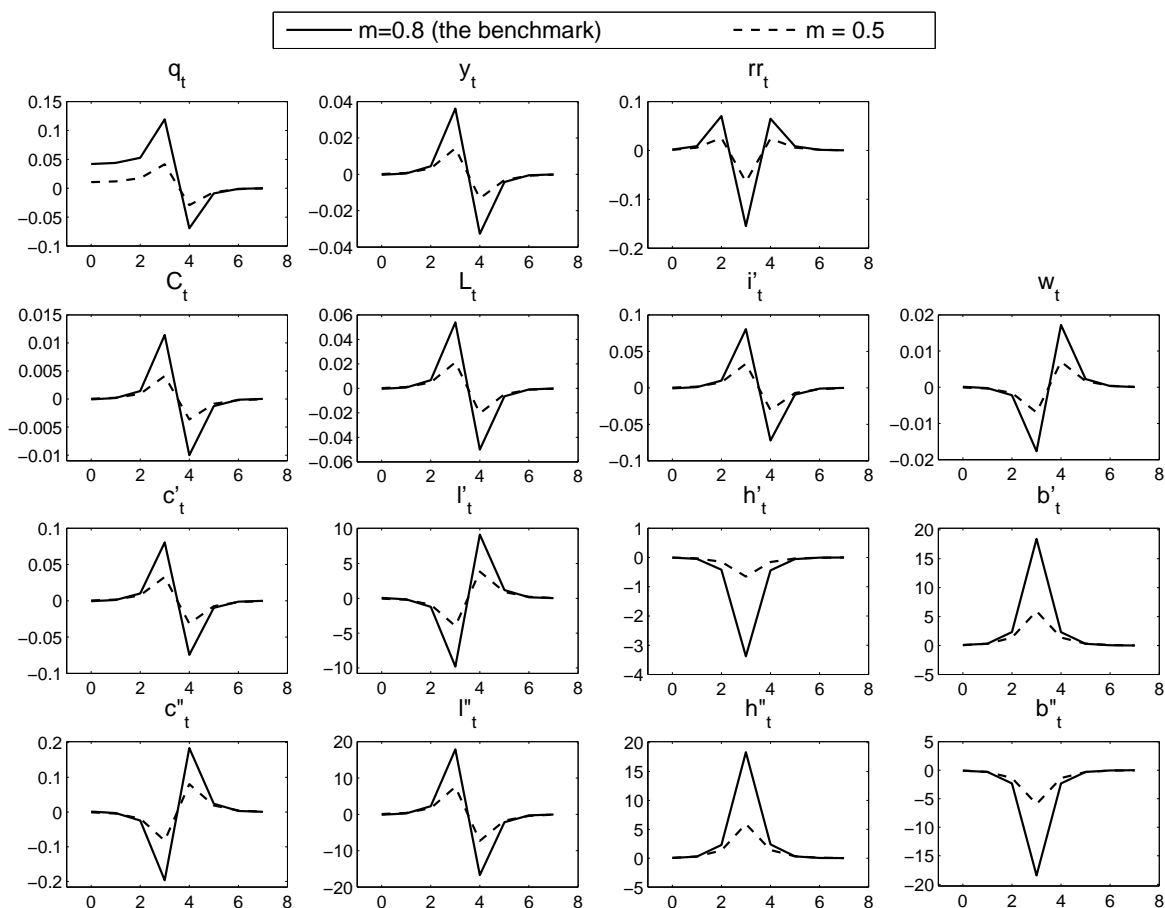 m=0.8 (the benchmark) m = 0.5
q_t y_t rr_t
0.15 0.1 0.05 0 −0.05 −0.1
0 2 4 6 8
0.04 0.02 0 −0.02 −0.04
0 2 4 6 8
0.1 0 −0.1 −0.2
0 2 4 6 8
C_t L_t i'_t w_t
0.015 0.01 0.005 0 −0.005 −0.01
0 2 4 6 8
0.06 0.04 0.02 0 −0.02 −0.04 −0.06
0 2 4 6 8
0.1 0.05 0 −0.05 −0.1
0 2 4 6 8
0.02 0.01 0 −0.01 −0.02
0 2 4 6 8
c'_t l'_t h'_t b'_t
0.1 0.05 0 −0.05 −0.1
0 2 4 6 8
10 5 0 −5 −10
0 2 4 6 8
1 0 −1 −2 −3 −4
0 2 4 6 8
20 15 10 5 0 −5
0 2 4 6 8
c''_t l''_t h''_t b''_t
0.2 0.1 0 −0.1 −0.2
0 2 4 6 8
20 10 0 −10 −20
0 2 4 6 8
20 15 10 5 0 −5
0 2 4 6 8
5 0 −5 −10 −15 −20
0 2 4 6 8